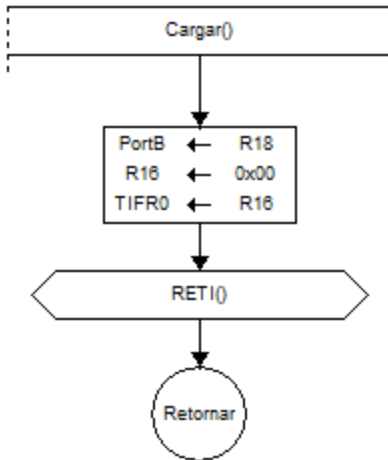 Cargar()
PortB ← R18
R16 ← 0x00
TIFR0 ← R16
RETI()
Retornar